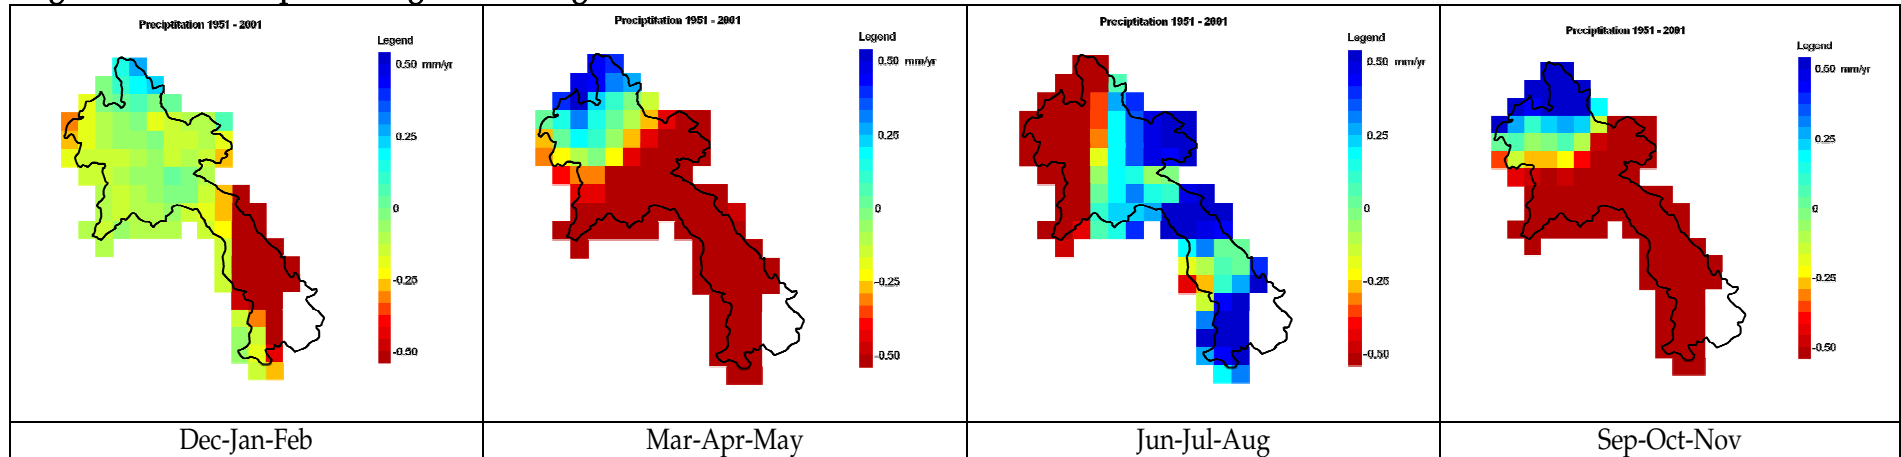 Precipitation 1951 - 2001
Legend
0.50 mm/yr
0.25
0
-0.25
-0.50
Dec-Jan-Feb
Precipitation 1951 - 2001
Legend
0.50 mm/yr
0.25
0
-0.25
-0.50
Mar-Apr-May
Precipitation 1951 - 2001
Legend
0.50 mm/yr
0.25
0
-0.25
-0.50
Jun-Jul-Aug
Precipitation 1951 - 2001
Legend
0.50 mm/yr
0.25
0
-0.25
-0.50
Sep-Oct-Nov